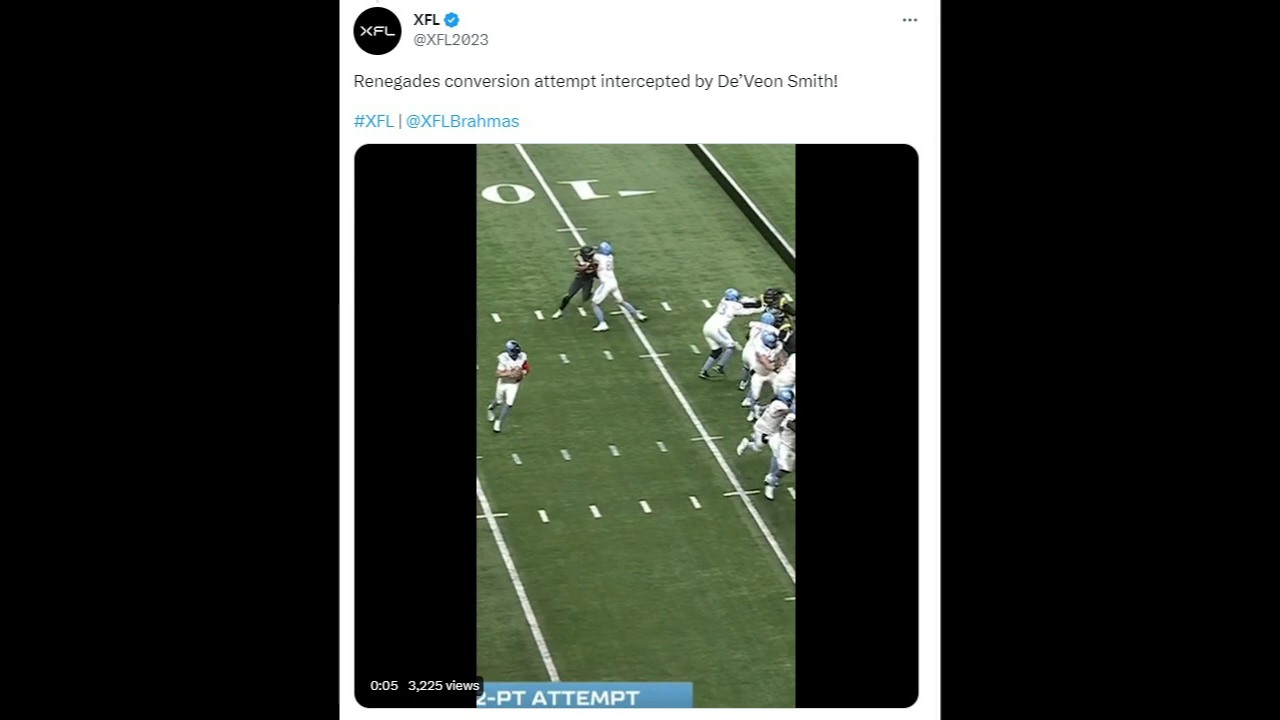 XFL
XFL
@XFL2023
Renegades conversion attempt intercepted by De’Veon Smith!
#XFL | @XFLBrahmas
10
0:05 3,225 views
2-PT ATTEMPT